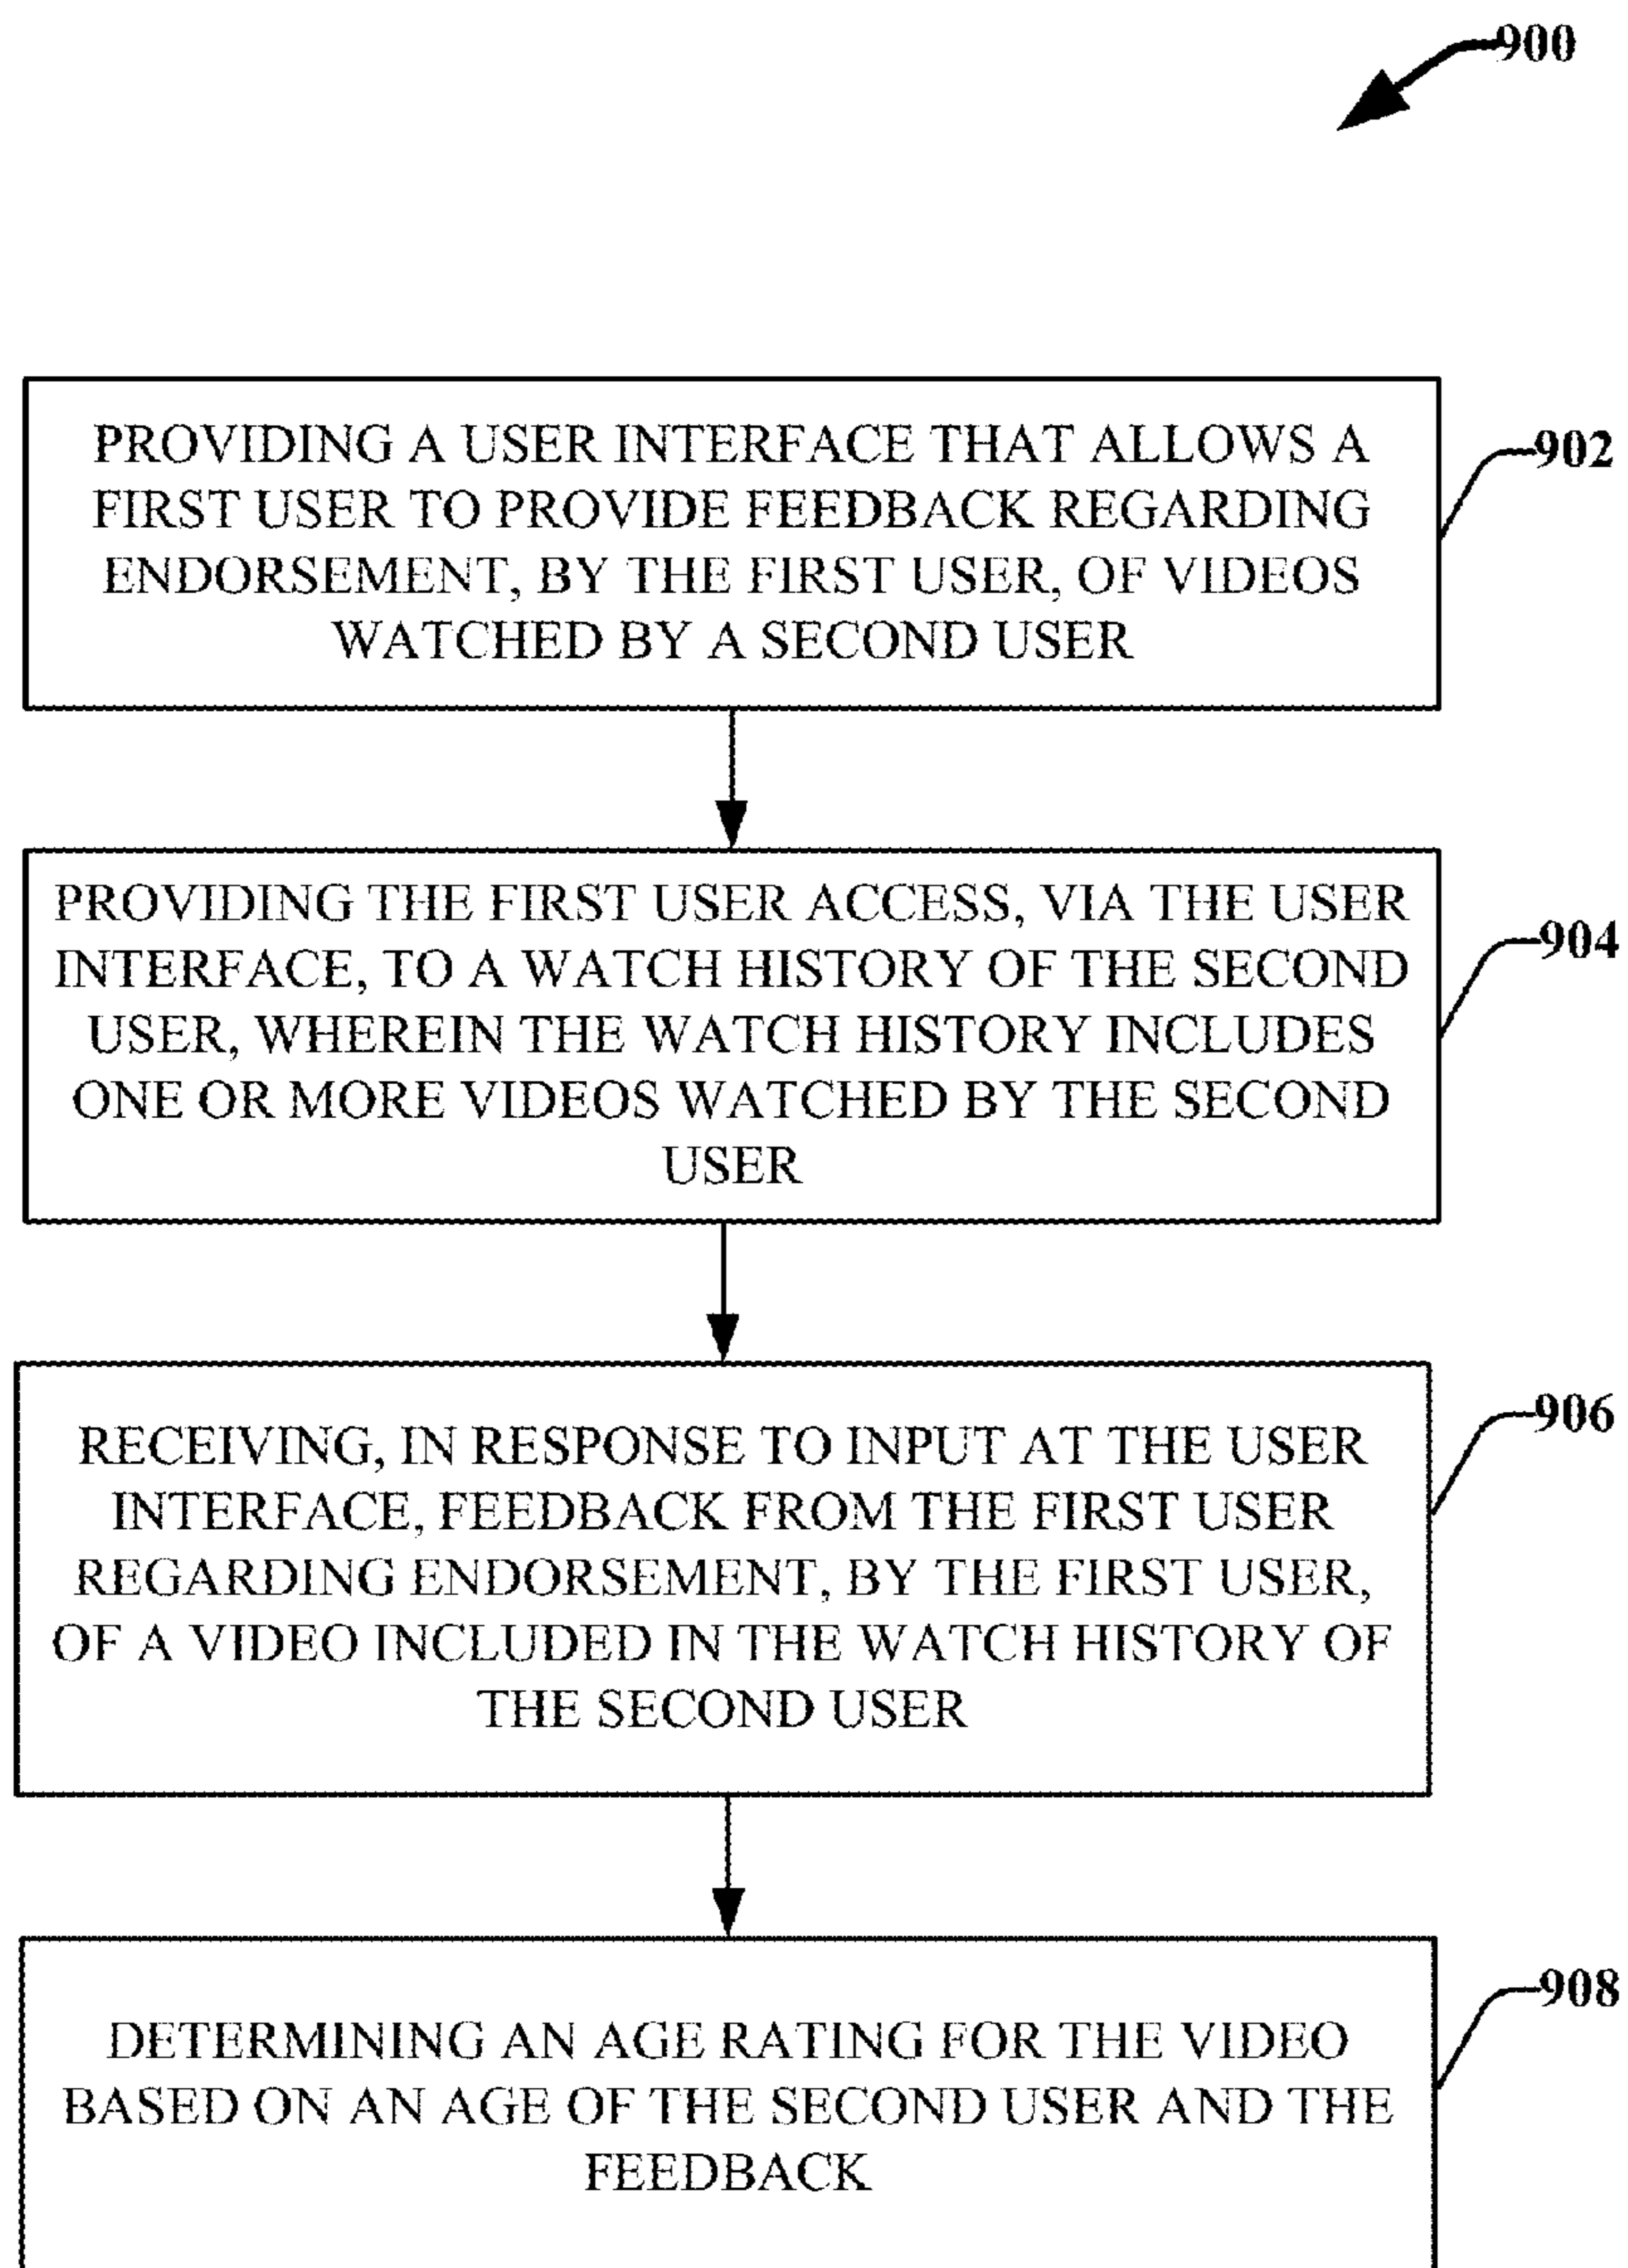 900
PROVIDING A USER INTERFACE THAT ALLOWS A
FIRST USER TO PROVIDE FEEDBACK REGARDING
ENDORSEMENT, BY THE FIRST USER, OF VIDEOS
WATCHED BY A SECOND USER
902
PROVIDING THE FIRST USER ACCESS, VIA THE USER
INTERFACE, TO A WATCH HISTORY OF THE SECOND
USER, WHEREIN THE WATCH HISTORY INCLUDES
ONE OR MORE VIDEOS WATCHED BY THE SECOND
USER
904
RECEIVING, IN RESPONSE TO INPUT AT THE USER
INTERFACE, FEEDBACK FROM THE FIRST USER
REGARDING ENDORSEMENT, BY THE FIRST USER,
OF A VIDEO INCLUDED IN THE WATCH HISTORY OF
THE SECOND USER
906
DETERMINING AN AGE RATING FOR THE VIDEO
BASED ON AN AGE OF THE SECOND USER AND THE
FEEDBACK
908